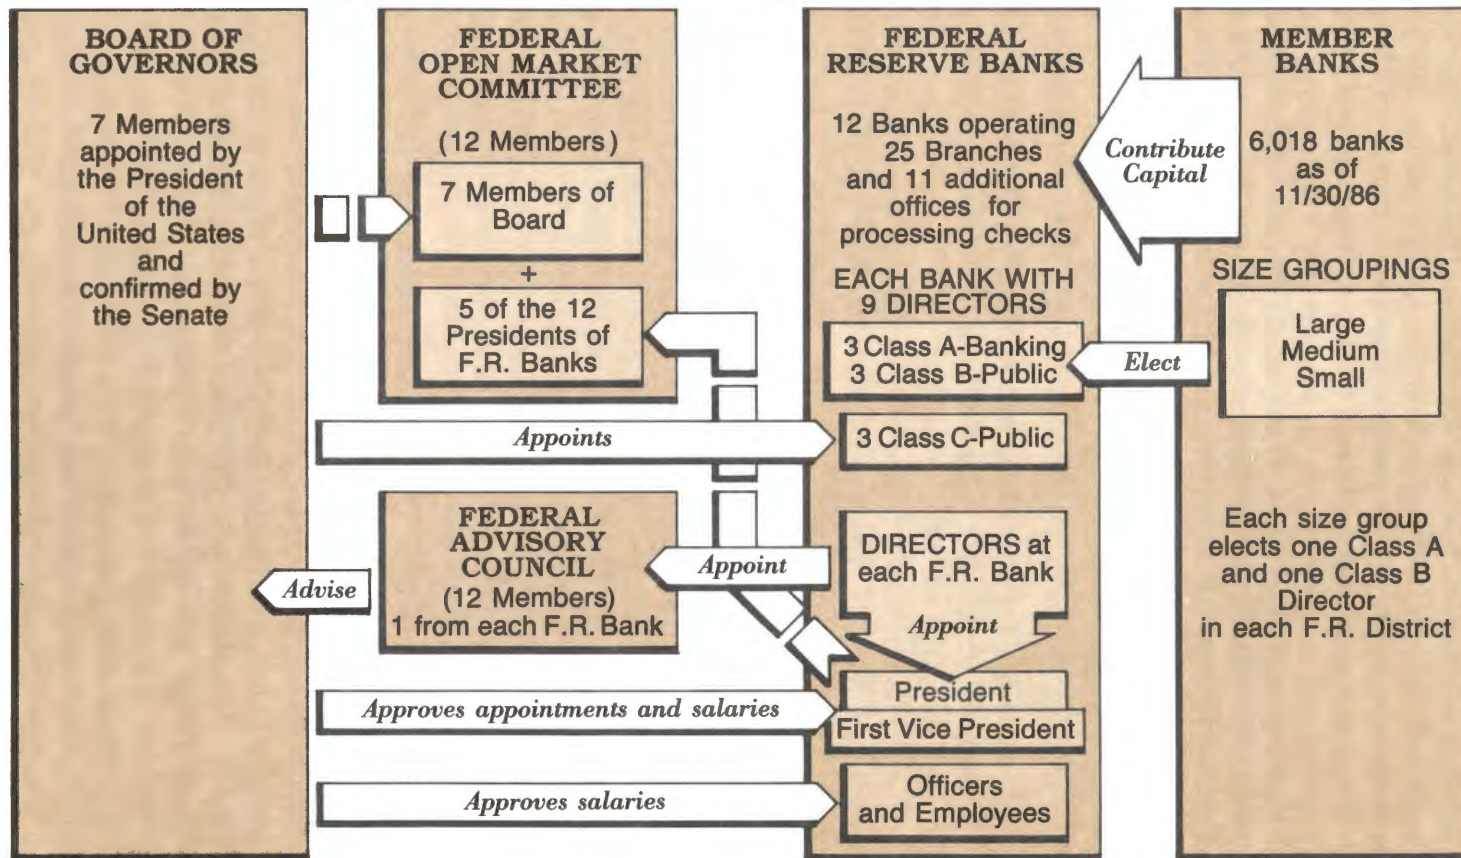 BOARD OF
GOVERNORS
7 Members
appointed by
the President
of the
United States
and
confirmed by
the Senate
FEDERAL
OPEN MARKET
COMMITTEE
(12 Members)
7 Members of
Board
+
5 of the 12
Presidents of
F.R. Banks
Appoints
FEDERAL
ADVISORY
COUNCIL
(12 Members)
1 from each F.R. Bank
Advise
Appoint
Approves appointments and salaries
Approves salaries
FEDERAL
RESERVE BANKS
12 Banks operating
25 Branches
and 11 additional
offices for
processing checks
EACH BANK WITH
9 DIRECTORS
3 Class A-Banking
3 Class B-Public
3 Class C-Public
DIRECTORS at
each F.R. Bank
Appoint
President
First Vice President
Officers
and Employees
Contribute
Capital
Elect
MEMBER
BANKS
6,018 banks
as of
11/30/86
SIZE GROUPINGS
Large
Medium
Small
Each size group
elects one Class A
and one Class B
Director
in each F.R. District